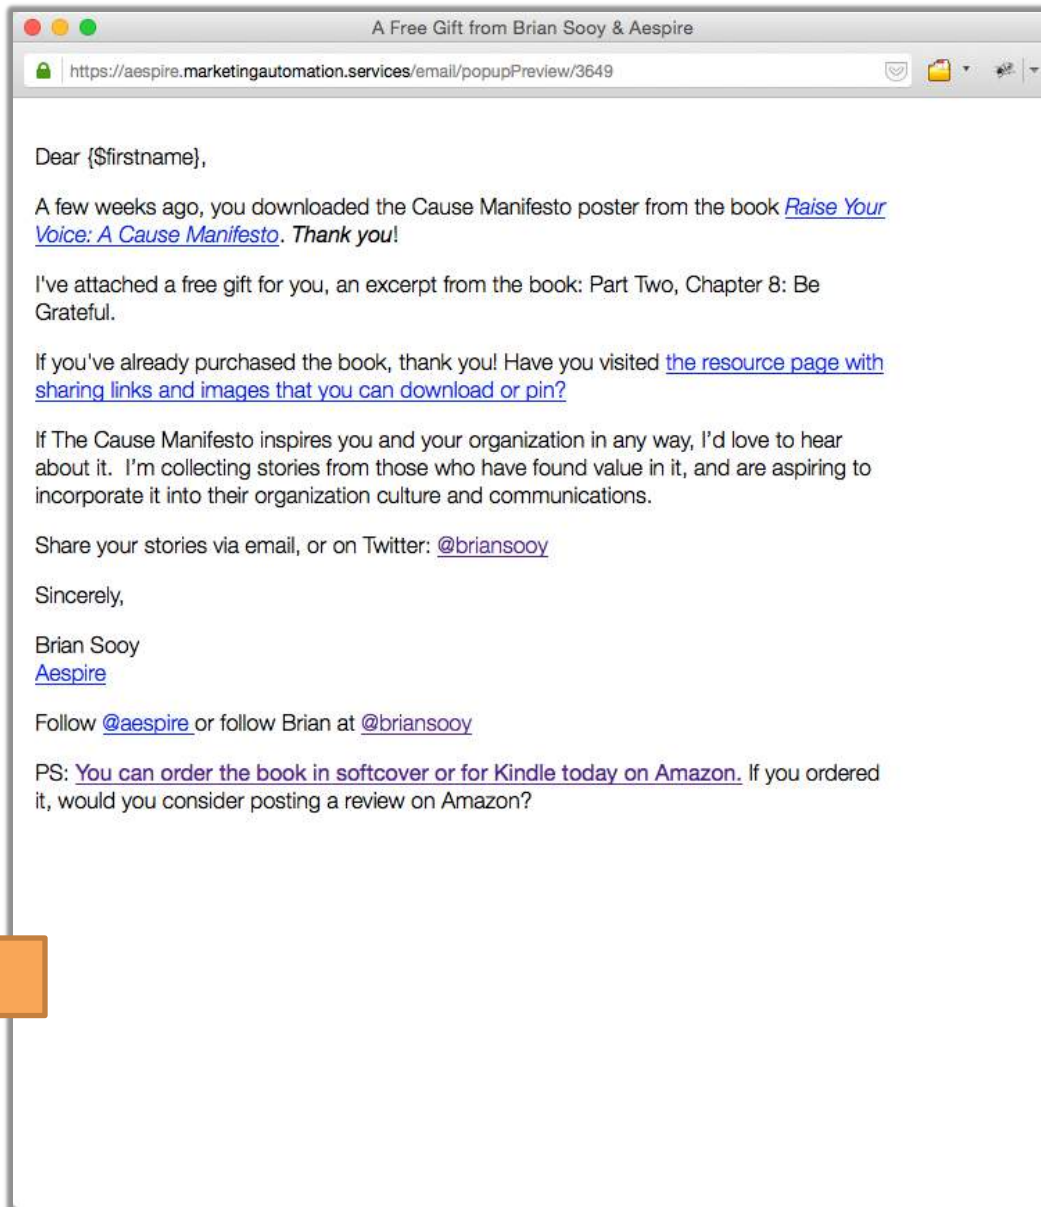 A Free Gift from Brian Sooy & Aespire
https://aespire.marketingautomation.services/email/popupPreview/3649
Dear {$firstname},
A few weeks ago, you downloaded the Cause Manifesto poster from the book Raise Your
Voice: A Cause Manifesto. Thank you!
I've attached a free gift for you, an excerpt from the book: Part Two, Chapter 8: Be
Grateful.
If you've already purchased the book, thank you! Have you visited the resource page with
sharing links and images that you can download or pin?
If The Cause Manifesto inspires you and your organization in any way, I’d love to hear
about it.  I’m collecting stories from those who have found value in it, and are aspiring to
incorporate it into their organization culture and communications.
Share your stories via email, or on Twitter: @briansooy
Sincerely,
Brian Sooy
Aespire
Follow @aespire or follow Brian at @briansooy
PS: You can order the book in softcover or for Kindle today on Amazon. If you ordered
it, would you consider posting a review on Amazon?